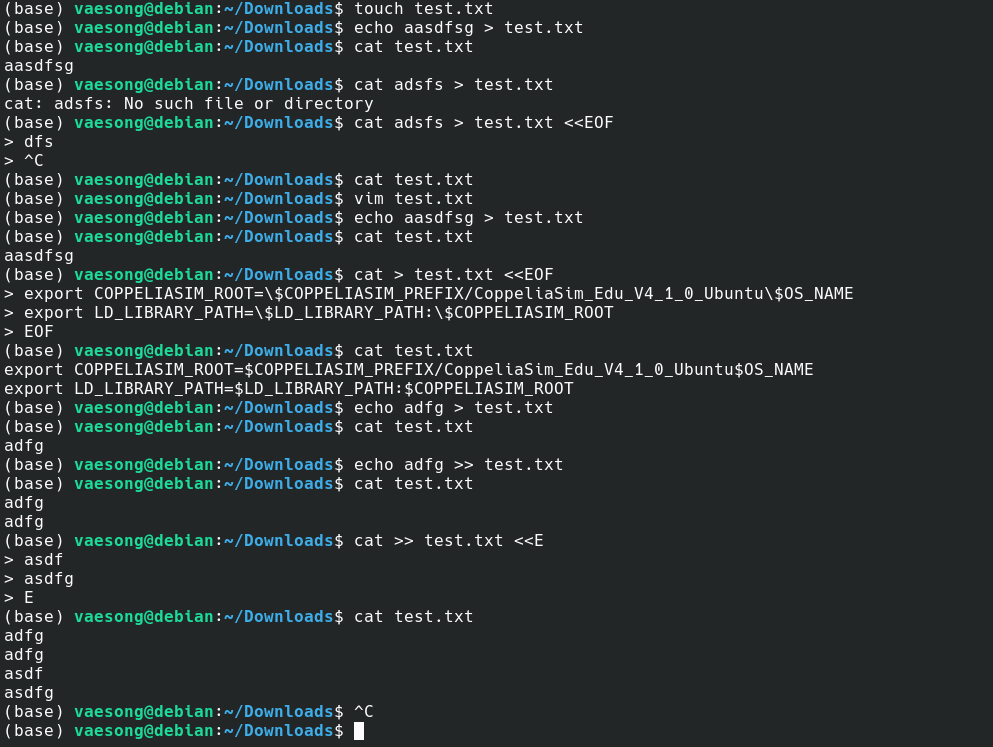 (base) vaesong@debian:~/Downloads$ touch test.txt
(base) vaesong@debian:~/Downloads$ echo aasdfsg > test.txt
(base) vaesong@debian:~/Downloads$ cat test.txt
aasdfsg
(base) vaesong@debian:~/Downloads$ cat adsfs > test.txt
cat: adsfs: No such file or directory
(base) vaesong@debian:~/Downloads$ cat adsfs > test.txt <<EOF
> dfs
> ^C
(base) vaesong@debian:~/Downloads$ cat test.txt
(base) vaesong@debian:~/Downloads$ vim test.txt
(base) vaesong@debian:~/Downloads$ echo aasdfsg > test.txt
(base) vaesong@debian:~/Downloads$ cat test.txt
aasdfsg
(base) vaesong@debian:~/Downloads$ cat > test.txt <<EOF
> export COPPELIASIM_ROOT=\$COPPELIASIM_PREFIX/CoppeliaSim_Edu_V4_1_0_Ubuntu\$OS_NAME
> export LD_LIBRARY_PATH=\$LD_LIBRARY_PATH:\$COPPELIASIM_ROOT
> EOF
(base) vaesong@debian:~/Downloads$ cat test.txt
export COPPELIASIM_ROOT=$COPPELIASIM_PREFIX/CoppeliaSim_Edu_V4_1_0_Ubuntu$OS_NAME
export LD_LIBRARY_PATH=$LD_LIBRARY_PATH:$COPPELIASIM_ROOT
(base) vaesong@debian:~/Downloads$ echo adfg > test.txt
(base) vaesong@debian:~/Downloads$ cat test.txt
adfg
(base) vaesong@debian:~/Downloads$ echo adfg >> test.txt
(base) vaesong@debian:~/Downloads$ cat test.txt
adfg
adfg
(base) vaesong@debian:~/Downloads$ cat >> test.txt <<E
> asdf
> asdfg
> E
(base) vaesong@debian:~/Downloads$ cat test.txt
adfg
adfg
asdf
asdfg
(base) vaesong@debian:~/Downloads$ ^C
(base) vaesong@debian:~/Downloads$